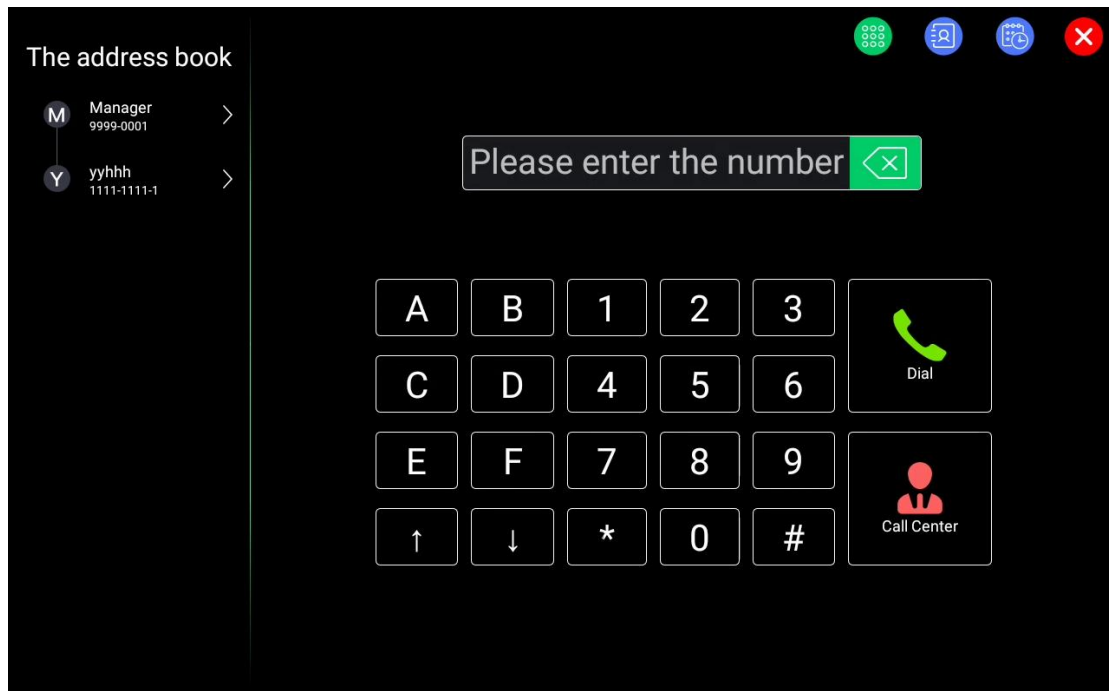 The address book
M
Manager
9999-0001
Y
yyhhh
1111-1111-1
Please enter the number
A B 1 2 3
C D 4 5 6
Dial
E F 7 8 9
↑ ↓ * 0 #
Call Center